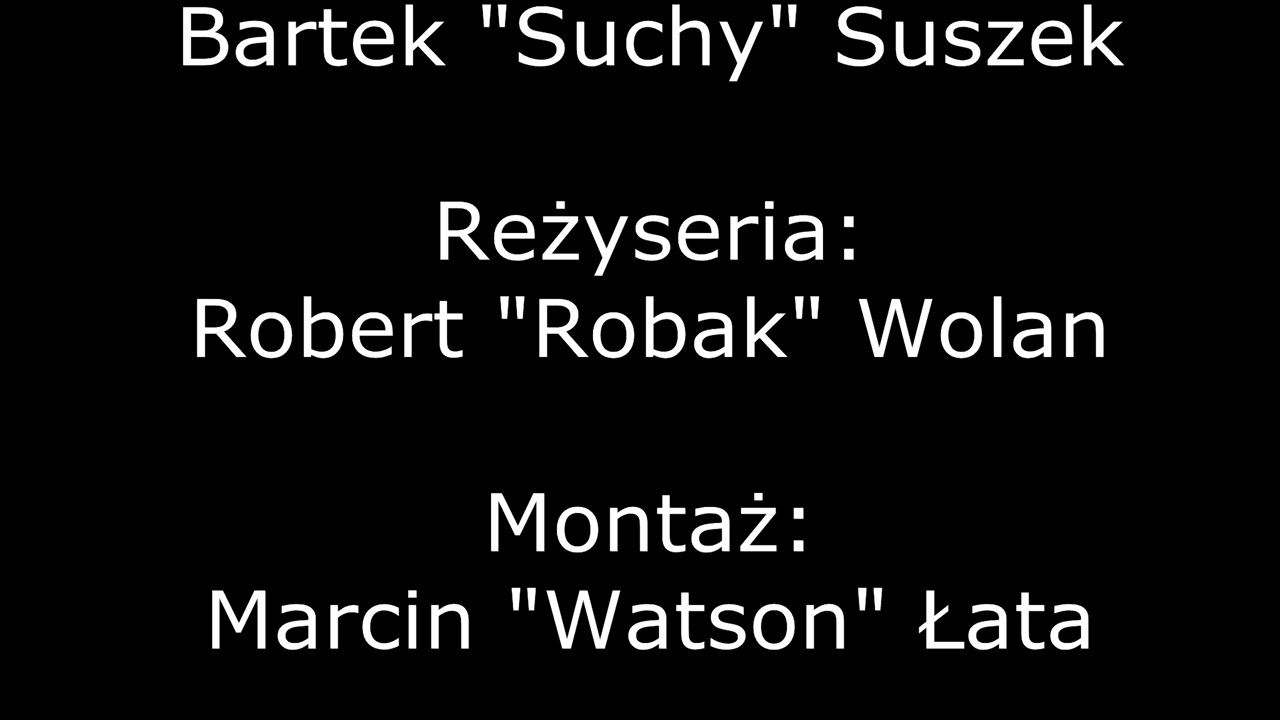 Bartek "Suchy" Suszek
Reżyseria:
Robert "Robak" Wolan
Montaż:
Marcin "Watson" Łata